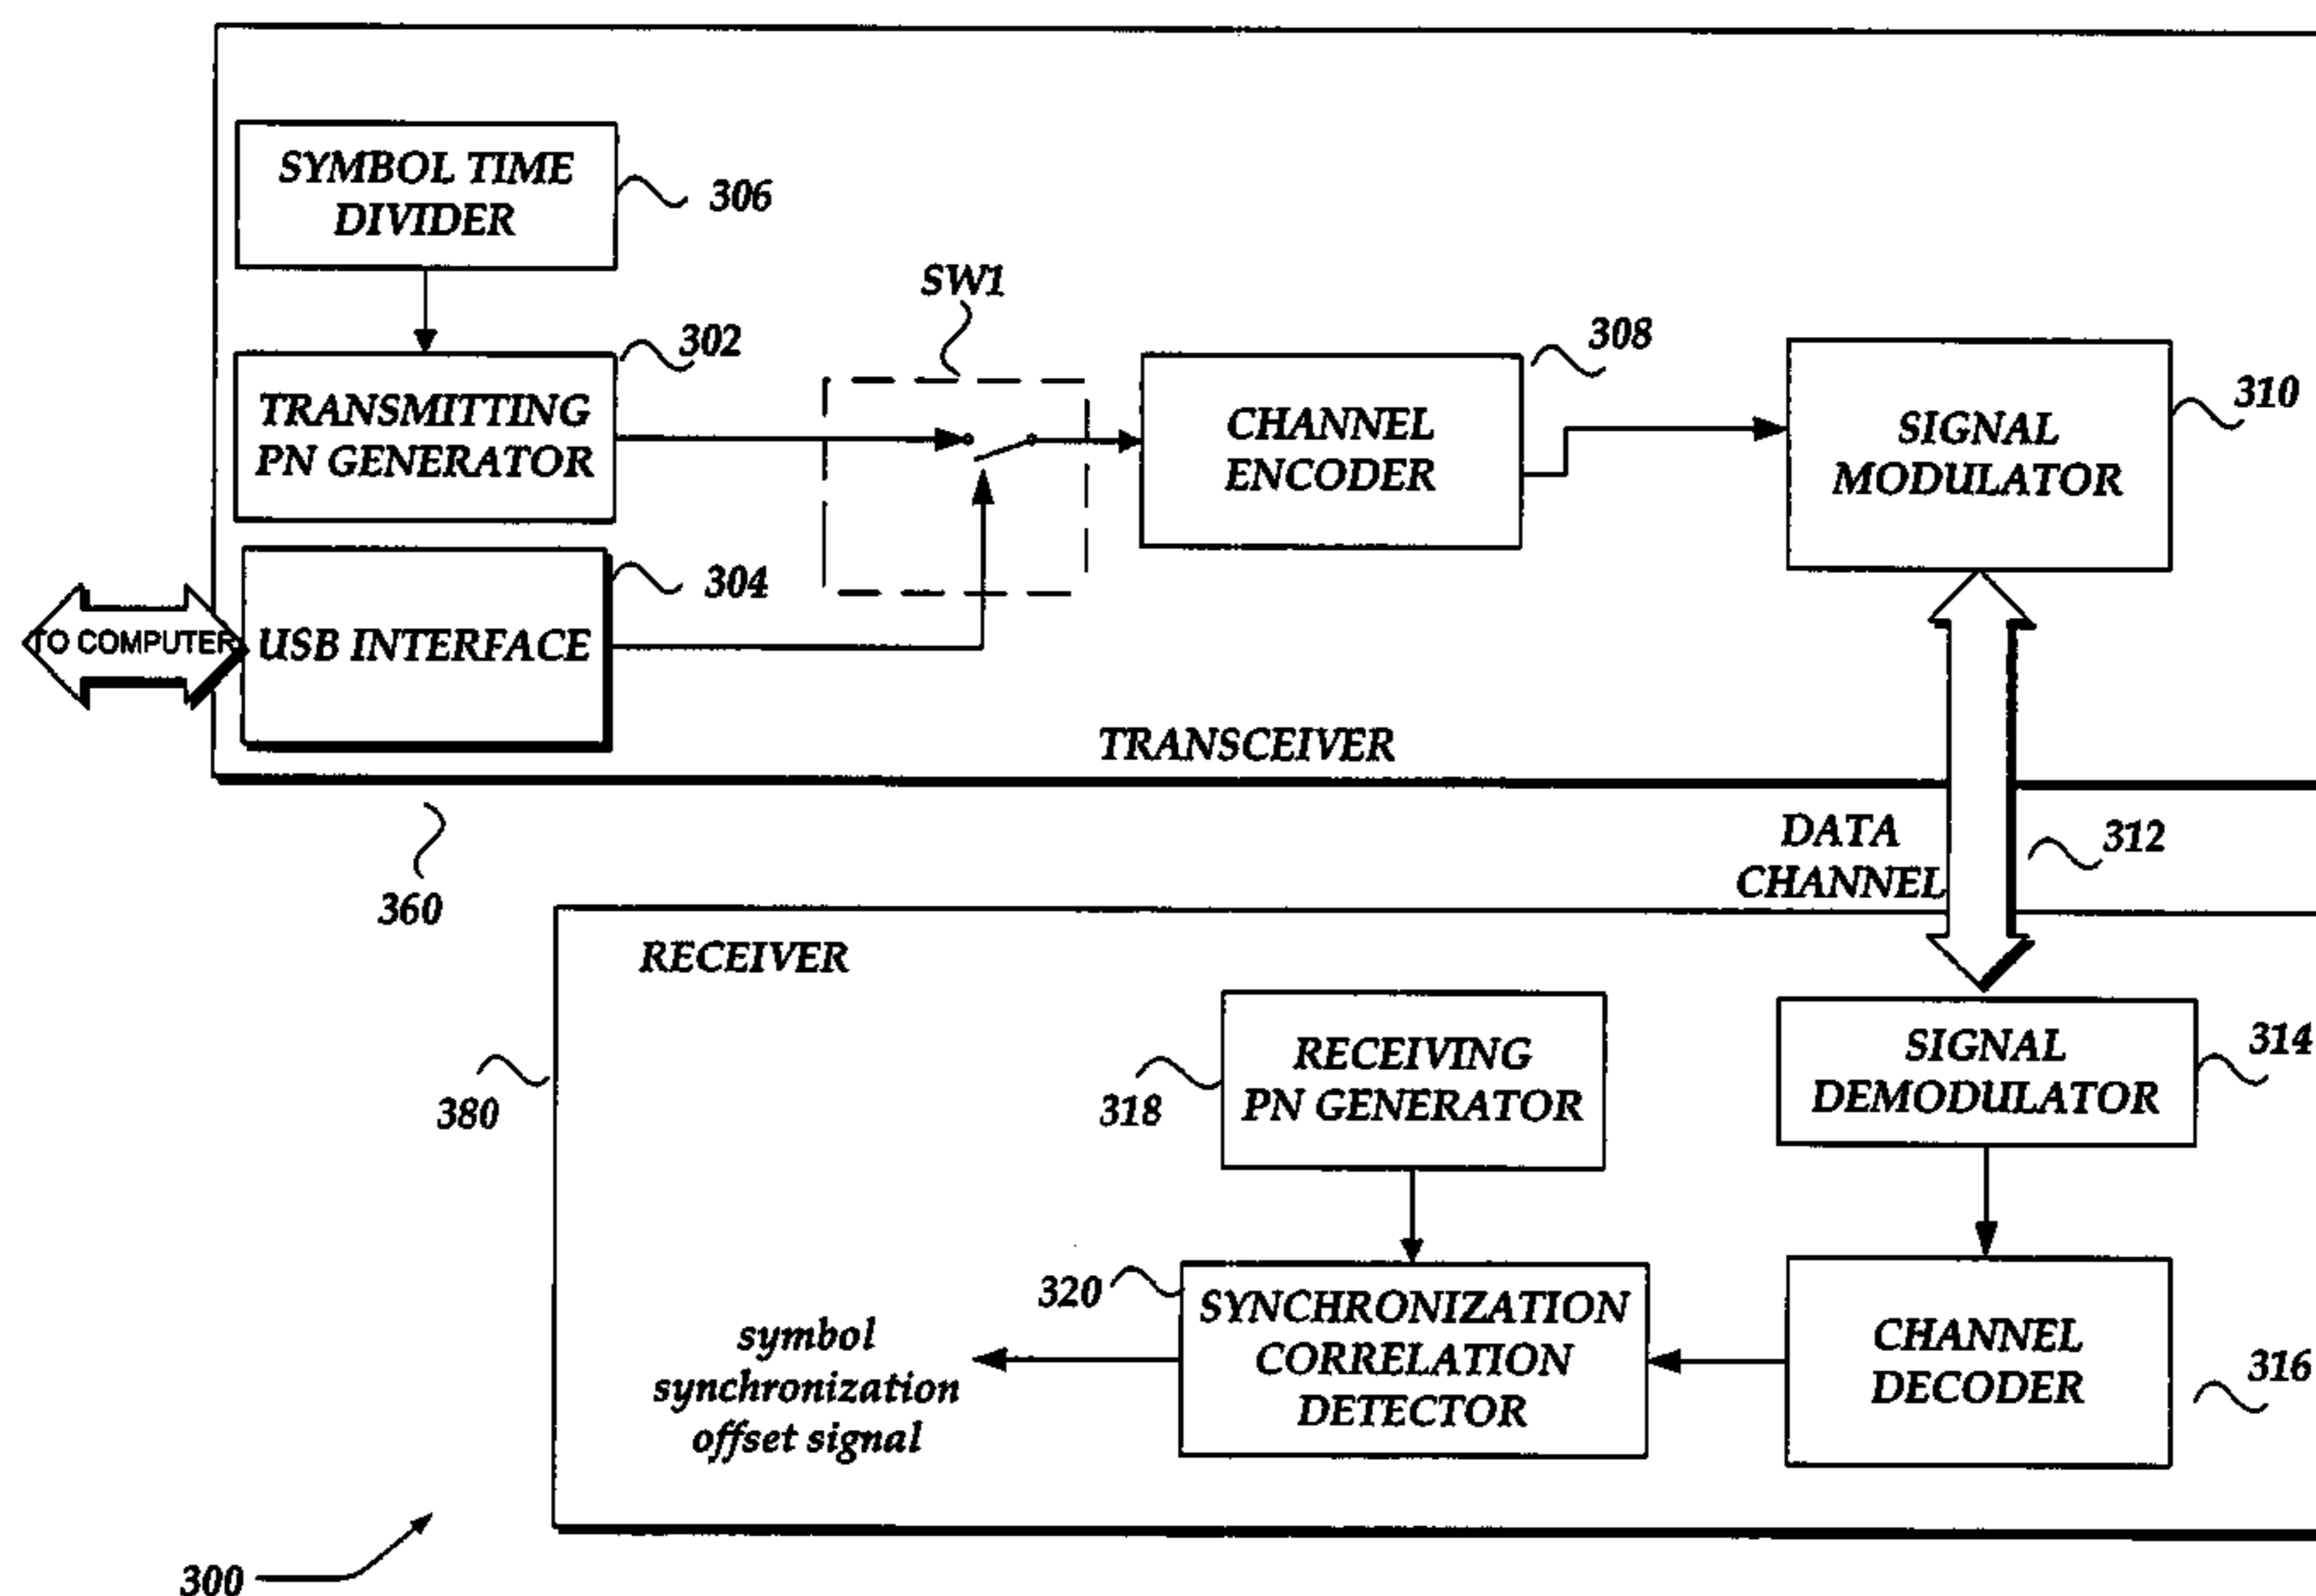 SYMBOL TIME
DIVIDER
306
SW1
302
TRANSMITTING
PN GENERATOR
308
CHANNEL
ENCODER
310
SIGNAL
MODULATOR
304
TO COMPUTER
USB INTERFACE
TRANSCEIVER
360
DATA
CHANNEL
312
RECEIVER
380
RECEIVING
PN GENERATOR
318
SIGNAL
DEMODULATOR
314
320
SYNCHRONIZATION
CORRELATION
DETECTOR
symbol
synchronization
offset signal
CHANNEL
DECODER
316
300